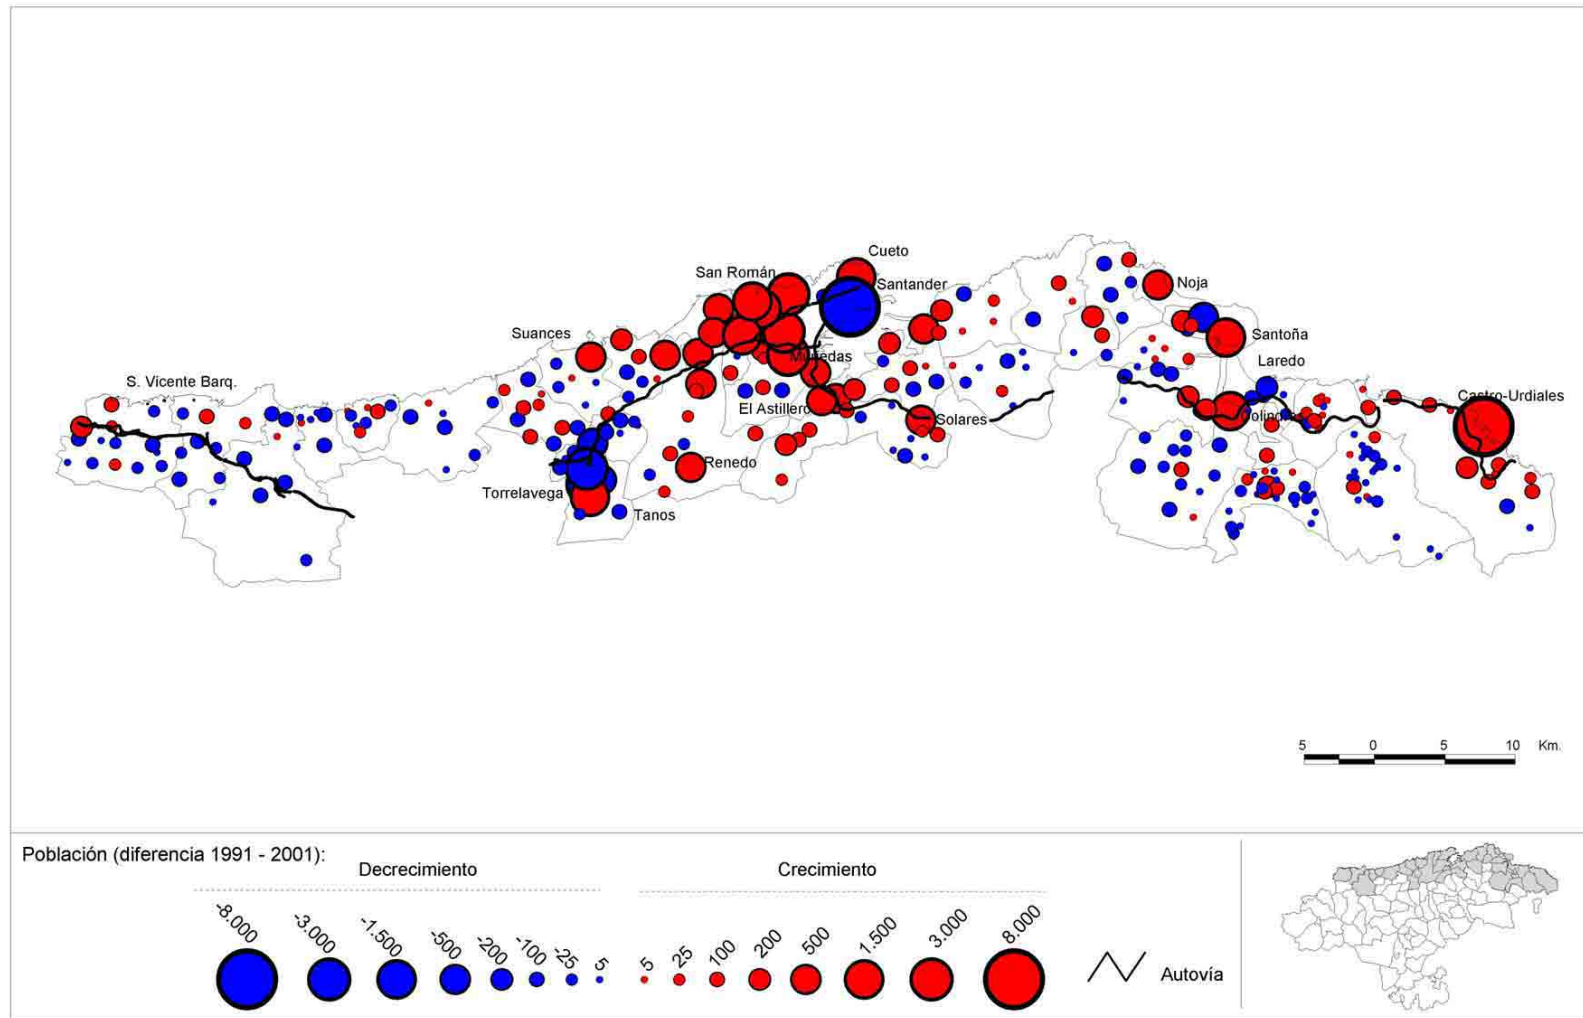 Cueto
San Román
Santander
Noja
Suances
Santoña
Muriedas
Laredo
S. Vicente Barq.
Castro-Urdiales
El Astillero
Colindres
Solares
Renedo
Torrelavega
Tanos
5 0 5 10 Km.
Población (diferencia 1991 - 2001):
Decrecimiento Crecimiento
-8.000 -3.000 -1.500 -500 -200 -100 -25 5 5 25 100 200 500 1.500 3.000 8.000
Autovía